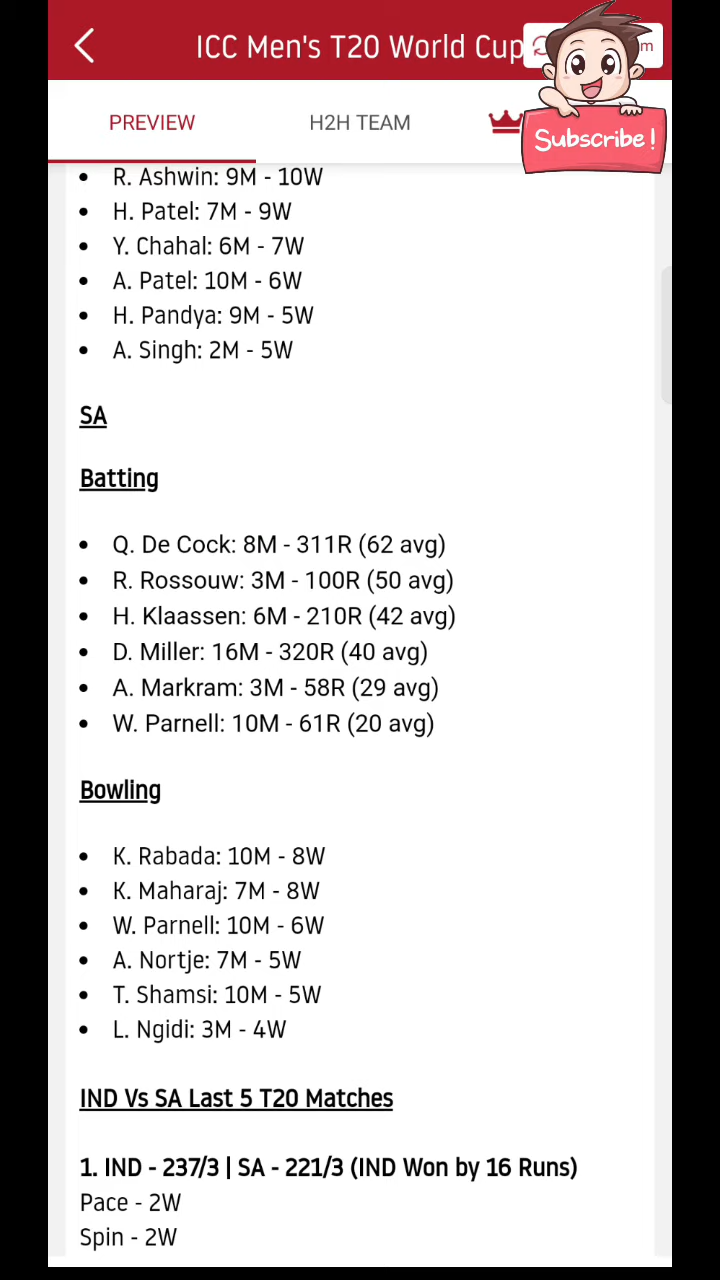 ICC Men's T20 World Cup
m
Subscribe!
PREVIEW
H2H TEAM
• R. Ashwin: 9M - 10W
• H. Patel: 7M - 9W
• Y. Chahal: 6M - 7W
• A. Patel: 10M - 6W
• H. Pandya: 9M - 5W
• A. Singh: 2M - 5W
SA
Batting
• Q. De Cock: 8M - 311R (62 avg)
• R. Rossouw: 3M - 100R (50 avg)
• H. Klaassen: 6M - 210R (42 avg)
• D. Miller: 16M - 320R (40 avg)
• A. Markram: 3M - 58R (29 avg)
• W. Parnell: 10M - 61R (20 avg)
Bowling
• K. Rabada: 10M - 8W
• K. Maharaj: 7M - 8W
• W. Parnell: 10M - 6W
• A. Nortje: 7M - 5W
• T. Shamsi: 10M - 5W
• L. Ngidi: 3M - 4W
IND Vs SA Last 5 T20 Matches
1. IND - 237/3 | SA - 221/3 (IND Won by 16 Runs)
Pace - 2W
Spin - 2W